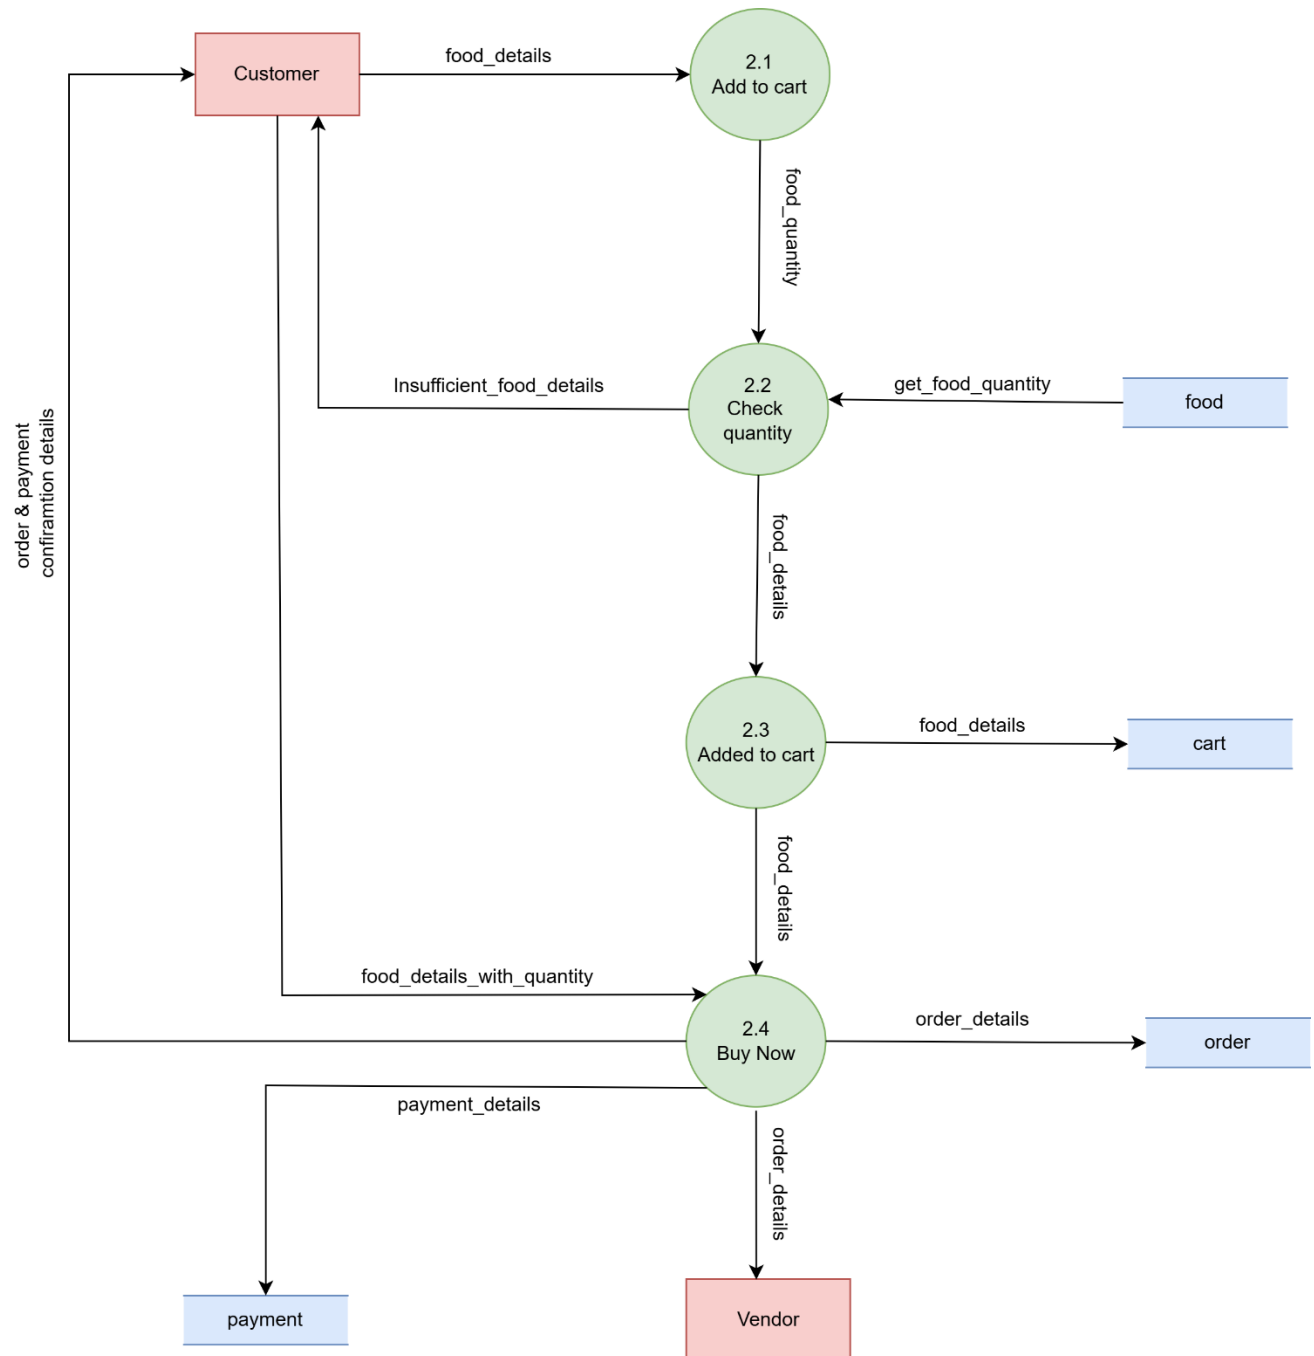 Customer
food_details
2.1
Add to cart
food_quantity
Insufficient_food_details
2.2
Check
quantity
get_food_quantity
food
order & payment
confiramtion details
food_details
2.3
Added to cart
food_details
cart
food_details
food_details_with_quantity
2.4
Buy Now
order_details
order
payment_details
order_details
payment
Vendor